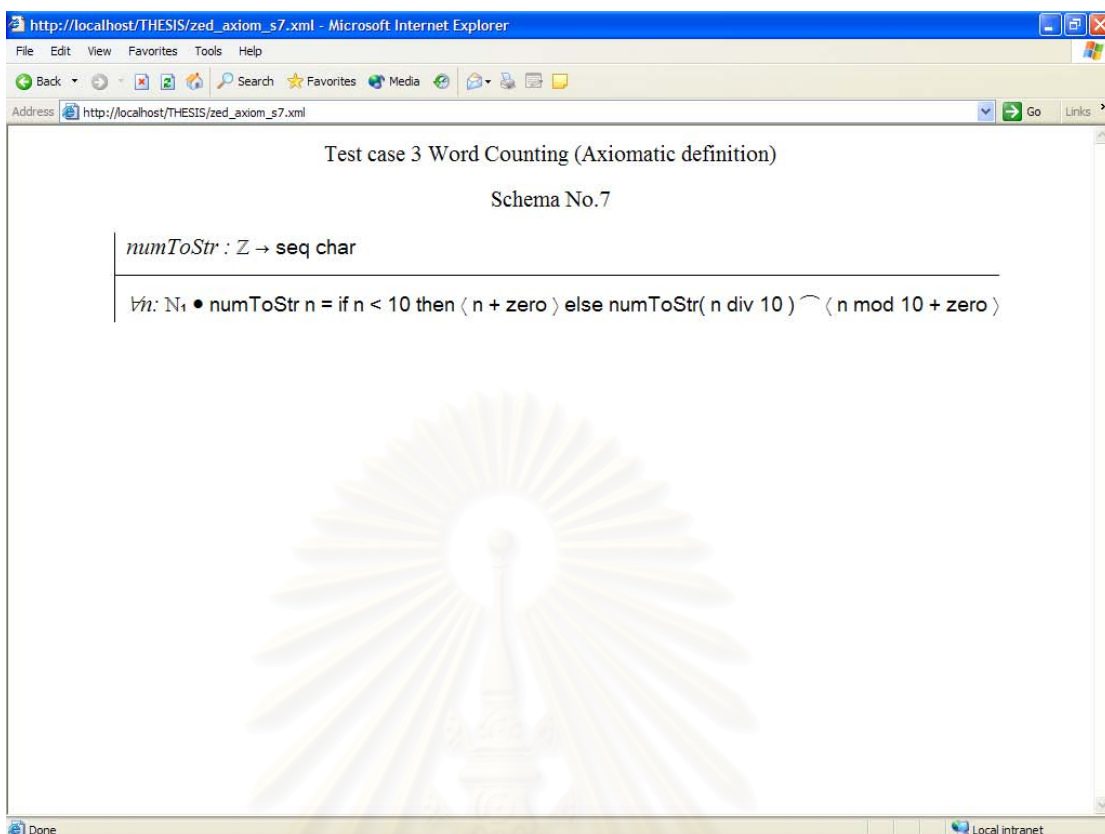 http://localhost/THESIS/zed_axiom_s7.xml - Microsoft Internet Explorer
File Edit View Favorites Tools Help
Back Search Favorites Media
Address http://localhost/THESIS/zed_axiom_s7.xml Go Links
Test case 3 Word Counting (Axiomatic definition)
Schema No.7
numToStr : ℤ → seq char
∀n: ℕ₁ ● numToStr n = if n < 10 then ⟨ n + zero ⟩ else numToStr( n div 10 ) ⁀ ⟨ n mod 10 + zero ⟩
Done Local intranet